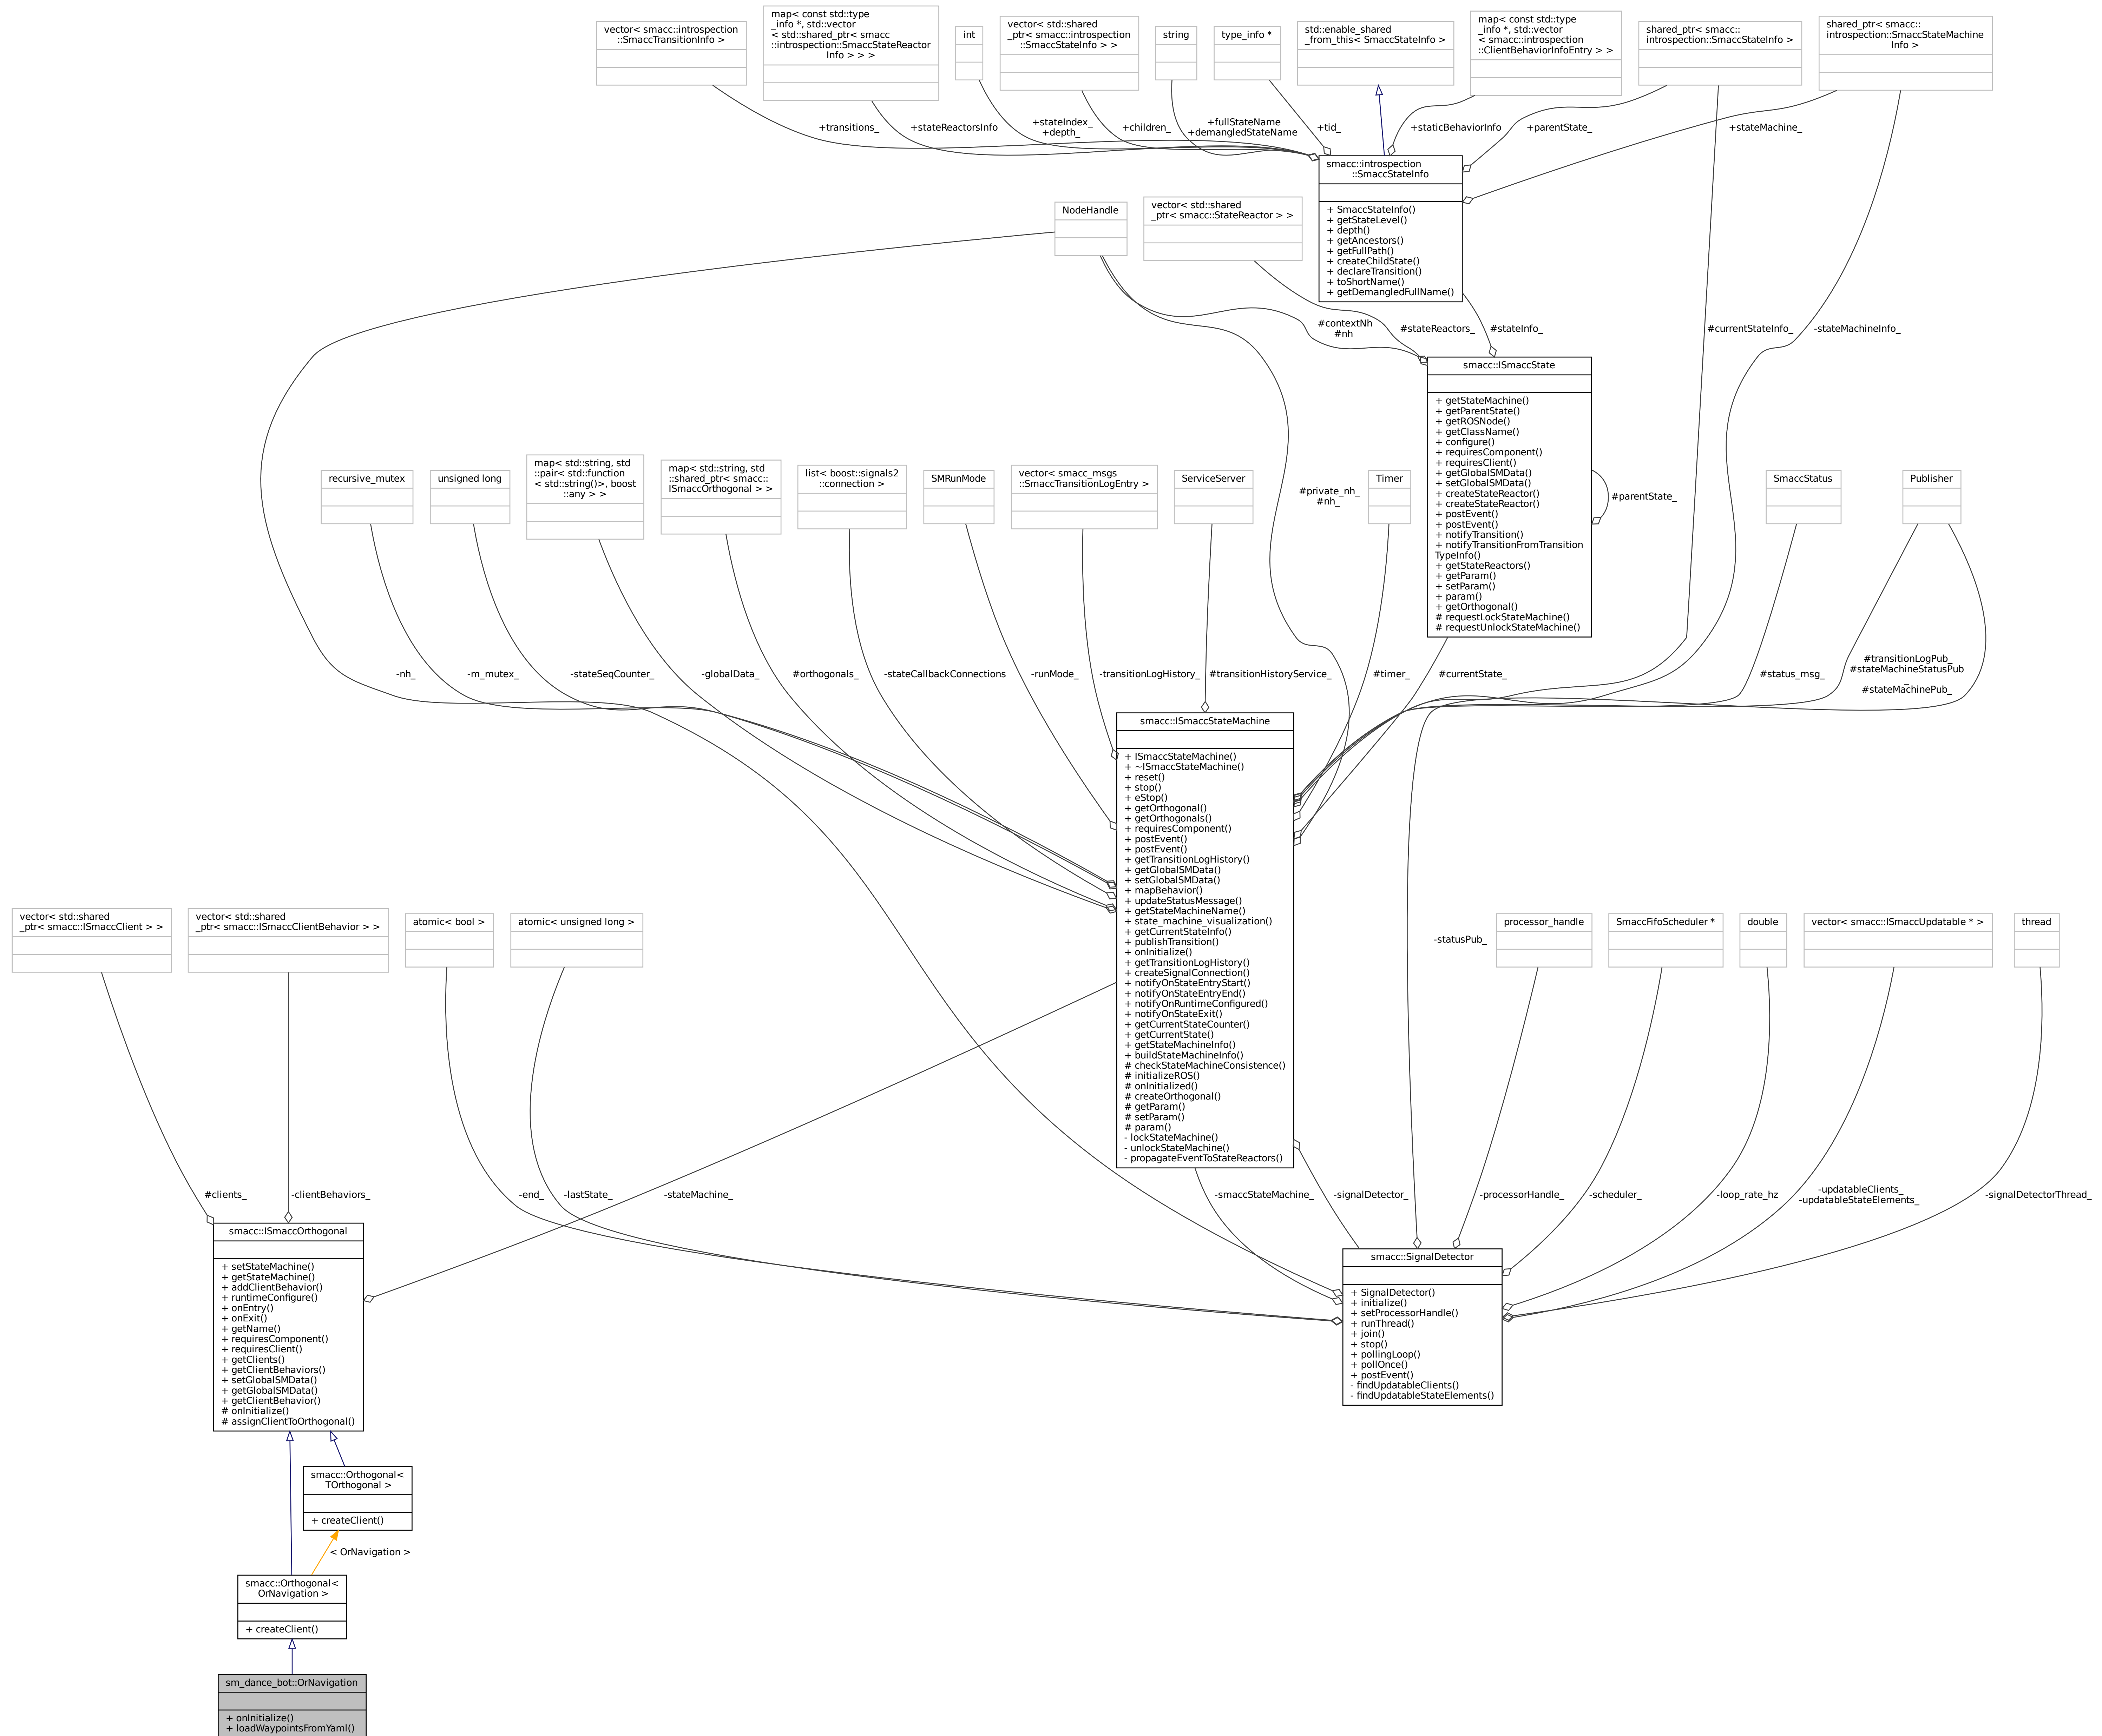 vector< smacc::introspection
::SmaccTransitionInfo >
map< const std::type
_info *, std::vector
< std::shared_ptr< smacc
::introspection::SmaccStateReactor
Info > > >
int
vector< std::shared
_ptr< smacc::introspection
::SmaccStateInfo > >
string
type_info *
std::enable_shared
_from_this< SmaccStateInfo >
map< const std::type
_info *, std::vector
< smacc::introspection
::ClientBehaviorInfoEntry > >
shared_ptr< smacc::
introspection::SmaccStateInfo >
shared_ptr< smacc::
introspection::SmaccStateMachine
Info >
+transitions_
+stateReactorsInfo
+stateIndex_
+depth_
+children_
+fullStateName
+demangledStateName
+tid_
+staticBehaviorInfo
+parentState_
+stateMachine_
smacc::introspection
::SmaccStateInfo
+ SmaccStateInfo()
+ getStateLevel()
+ depth()
+ getAncestors()
+ getFullPath()
+ createChildState()
+ declareTransition()
+ toShortName()
+ getDemangledFullName()
NodeHandle
vector< std::shared
_ptr< smacc::StateReactor > >
#contextNh
#nh
#stateReactors_
#stateInfo_
#currentStateInfo_
-stateMachineInfo_
smacc::ISmaccState
+ getStateMachine()
+ getParentState()
+ getROSNode()
+ getClassName()
+ configure()
+ requiresComponent()
+ requiresClient()
+ getGlobalSMData()
+ setGlobalSMData()
+ createStateReactor()
+ createStateReactor()
+ postEvent()
+ postEvent()
+ notifyTransition()
+ notifyTransitionFromTransition
TypeInfo()
+ getStateReactors()
+ getParam()
+ setParam()
+ param()
+ getOrthogonal()
# requestLockStateMachine()
# requestUnlockStateMachine()
#parentState_
recursive_mutex
unsigned long
map< std::string, std
::pair< std::function
< std::string()>, boost
::any > >
map< std::string, std
::shared_ptr< smacc::
ISmaccOrthogonal > >
list< boost::signals2
::connection >
SMRunMode
vector< smacc_msgs
::SmaccTransitionLogEntry >
ServiceServer
#private_nh_
#nh_
Timer
SmaccStatus
Publisher
-nh_
-m_mutex_
-stateSeqCounter_
-globalData_
#orthogonals_
-stateCallbackConnections
-runMode_
-transitionLogHistory_
#transitionHistoryService_
#timer_
#currentState_
#status_msg_
#transitionLogPub_
#stateMachineStatusPub
_
#stateMachinePub_
smacc::ISmaccStateMachine
+ ISmaccStateMachine()
+ ~ISmaccStateMachine()
+ reset()
+ stop()
+ eStop()
+ getOrthogonal()
+ getOrthogonals()
+ requiresComponent()
+ postEvent()
+ postEvent()
+ getTransitionLogHistory()
+ getGlobalSMData()
+ setGlobalSMData()
+ mapBehavior()
+ updateStatusMessage()
+ getStateMachineName()
+ state_machine_visualization()
+ getCurrentStateInfo()
+ publishTransition()
+ onInitialize()
+ getTransitionLogHistory()
+ createSignalConnection()
+ notifyOnStateEntryStart()
+ notifyOnStateEntryEnd()
+ notifyOnRuntimeConfigured()
+ notifyOnStateExit()
+ getCurrentStateCounter()
+ getCurrentState()
+ getStateMachineInfo()
+ buildStateMachineInfo()
# checkStateMachineConsistence()
# initializeROS()
# onInitialized()
# createOrthogonal()
# getParam()
# setParam()
# param()
- lockStateMachine()
- unlockStateMachine()
- propagateEventToStateReactors()
vector< std::shared
_ptr< smacc::ISmaccClient > >
vector< std::shared
_ptr< smacc::ISmaccClientBehavior > >
atomic< bool >
atomic< unsigned long >
-statusPub_
processor_handle
SmaccFifoScheduler *
double
vector< smacc::ISmaccUpdatable * >
thread
#clients_
-clientBehaviors_
-end_
-lastState_
-stateMachine_
-smaccStateMachine_
-signalDetector_
-processorHandle_
-scheduler_
-loop_rate_hz
-updatableClients_
-updatableStateElements_
-signalDetectorThread_
smacc::ISmaccOrthogonal
+ setStateMachine()
+ getStateMachine()
+ addClientBehavior()
+ runtimeConfigure()
+ onEntry()
+ onExit()
+ getName()
+ requiresComponent()
+ requiresClient()
+ getClients()
+ getClientBehaviors()
+ setGlobalSMData()
+ getGlobalSMData()
+ getClientBehavior()
# onInitialize()
# assignClientToOrthogonal()
smacc::SignalDetector
+ SignalDetector()
+ initialize()
+ setProcessorHandle()
+ runThread()
+ join()
+ stop()
+ pollingLoop()
+ pollOnce()
+ postEvent()
- findUpdatableClients()
- findUpdatableStateElements()
smacc::Orthogonal<
TOrthogonal >
+ createClient()
< OrNavigation >
smacc::Orthogonal<
OrNavigation >
+ createClient()
sm_dance_bot::OrNavigation
+ onInitialize()
+ loadWaypointsFromYaml()